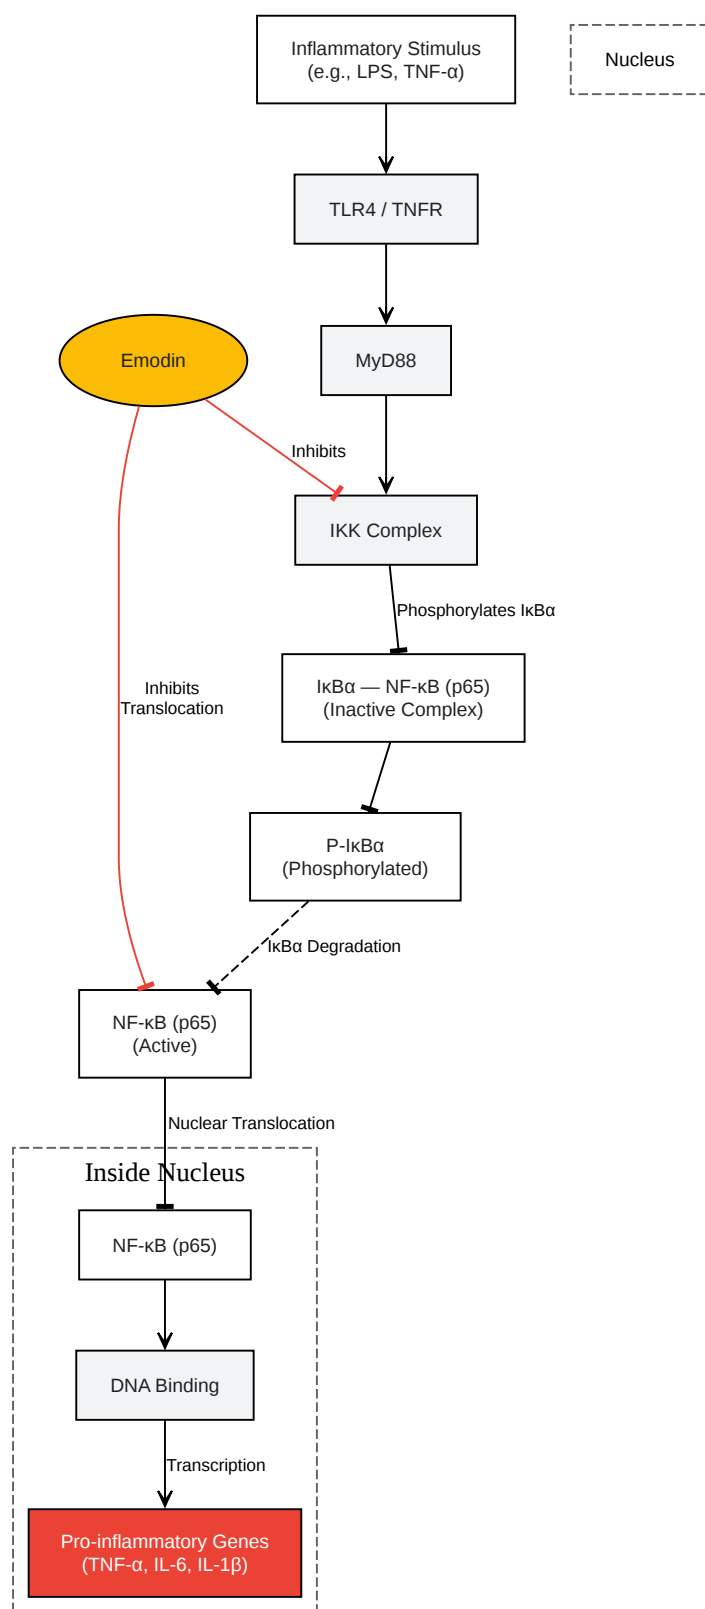 Inflammatory Stimulus
(e.g., LPS, TNF-α)
Nucleus
TLR4 / TNFR
MyD88
Emodin
Inhibits
IKK Complex
Phosphorylates IκBα
IκBα — NF-κB (p65)
(Inactive Complex)
Inhibits
Translocation
P-IκBα
(Phosphorylated)
IκBα Degradation
NF-κB (p65)
(Active)
Nuclear Translocation
Inside Nucleus
NF-κB (p65)
DNA Binding
Transcription
Pro-inflammatory Genes
(TNF-α, IL-6, IL-1β)